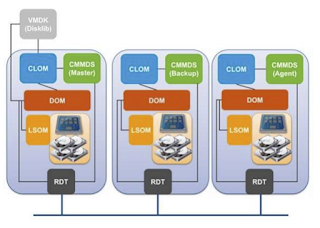 VMDK
(Disklib)
CLOM
CMMDS
(Master)
CLOM
CMMDS
(Backup)
CLOM
CMMDS
(Agent)
DOM
DOM
DOM
LSOM
LSOM
LSOM
RDT
RDT
RDT